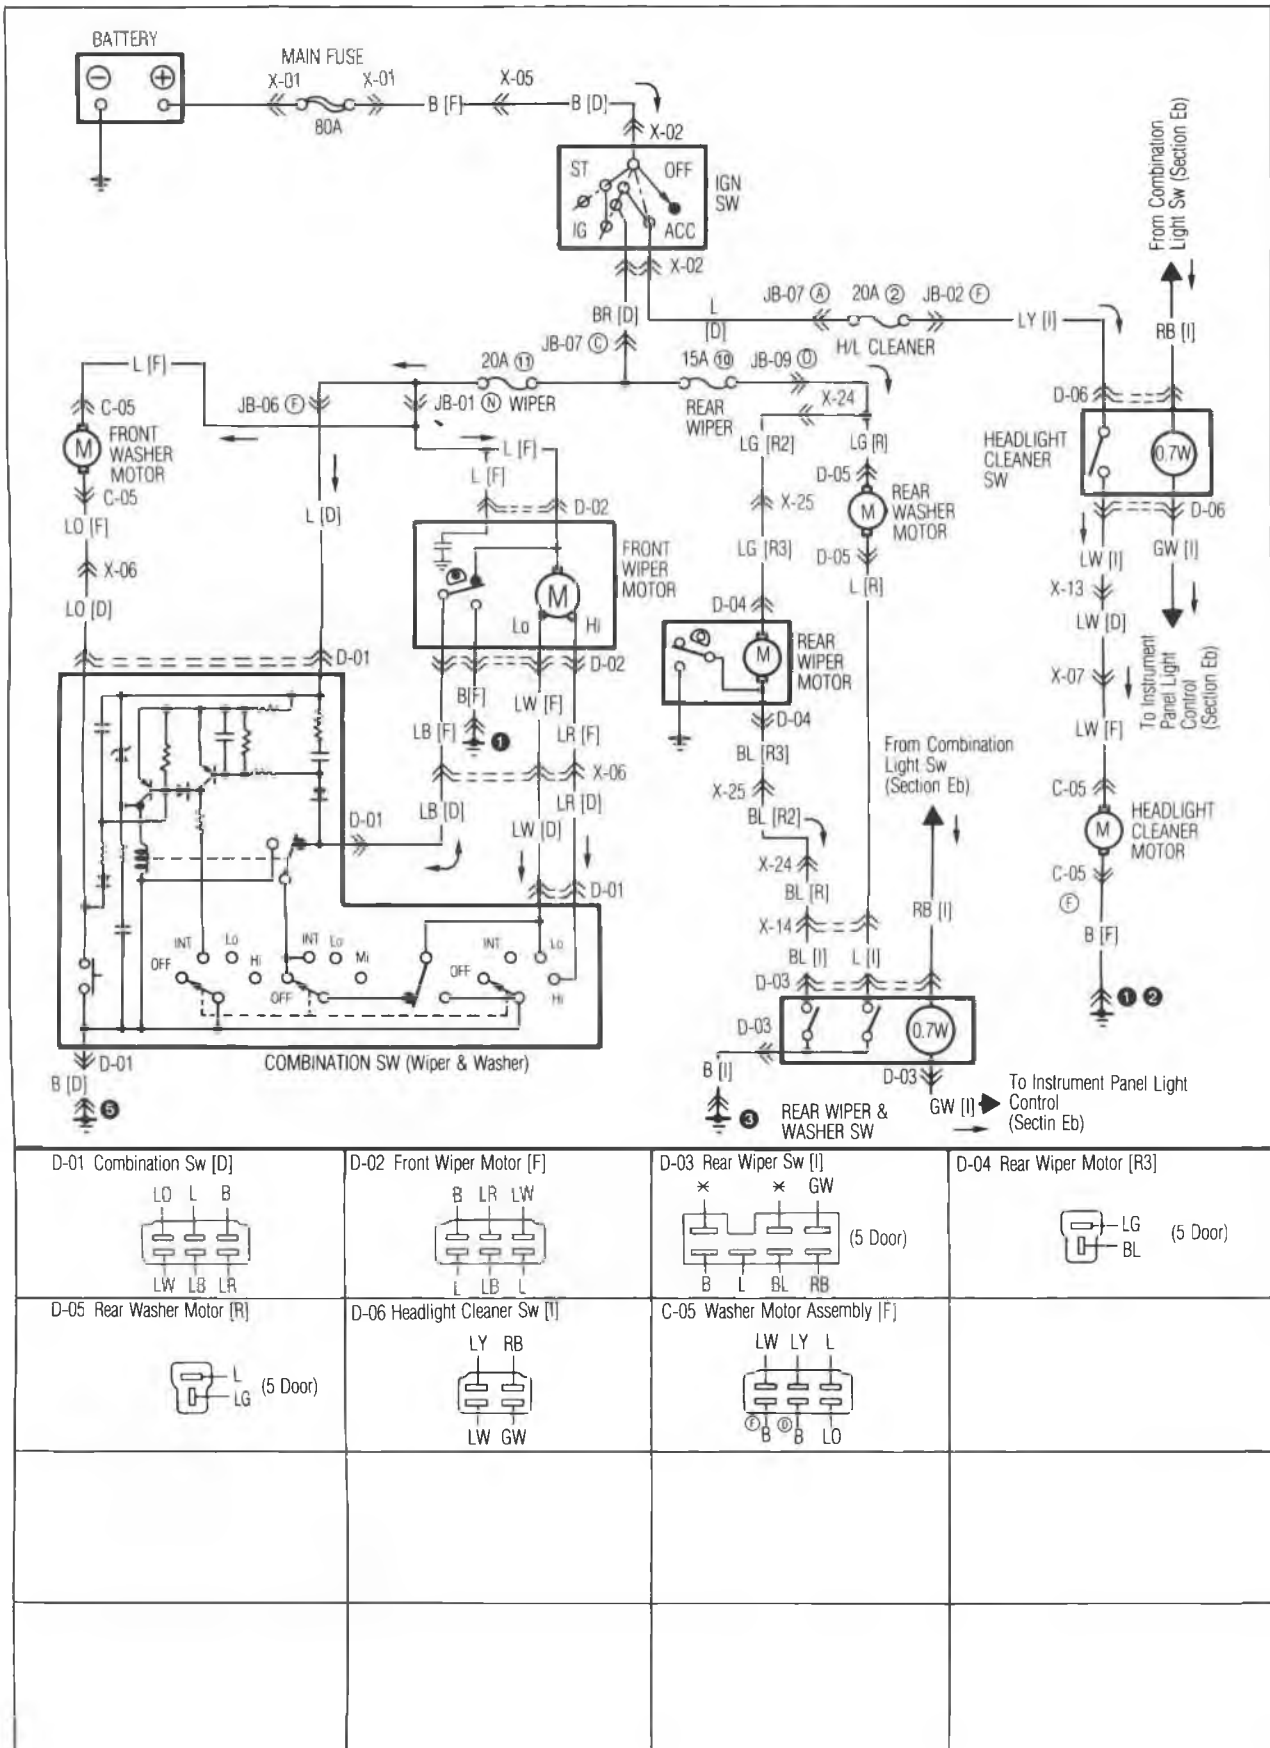 BATTERY
MAIN FUSE
X-01
X-01
80A
B [F]
X-05
B [D]
X-02
ST
OFF
IG
ACC
IGN
SW
X-02
BR [D]
L
[D]
JB-07 Ⓐ
20A ②
JB-02 Ⓕ
H/L CLEANER
LY [I]
From Combination
Light Sw (Section Eb)
RB [I]
JB-07 Ⓒ
L [F]
20A ⑪
WIPER
15A ⑩
REAR
WIPER
JB-09 Ⓞ
X-24
JB-06 Ⓕ
JB-01 Ⓝ
C-05
FRONT
WASHER
MOTOR
M
C-05
LO [F]
X-06
LO [D]
L [D]
L [F]
L [F]
D-02
FRONT
WIPER
MOTOR
M
Lo
Hi
D-02
LG [R2]
LG [R]
D-05
X-25
M
REAR
WASHER
MOTOR
LG [R3]
D-05
L [R]
D-04
M
REAR
WIPER
MOTOR
D-04
D-06
HEADLIGHT
CLEANER
SW
0.7W
D-06
LW [I]
GW [I]
X-13
LW [D]
X-07
To Instrument
Panel Light
Control
(Section Eb)
LW [F]
C-05
M
HEADLIGHT
CLEANER
MOTOR
C-05
Ⓕ
B [F]
❶ ❷
D-01
B[F]
LW [F]
LB [F]
❶
LR [F]
X-06
LB [D]
LR [D]
LW [D]
D-01
D-01
BL [R3]
X-25
BL [R2]
X-24
BL [R]
X-14
BL [I]
L [I]
From Combination
Light Sw
(Section Eb)
RB [I]
D-03
D-03
0.7W
D-03
B [I]
❸
REAR WIPER &
WASHER SW
GW [I]
To Instrument Panel Light
Control
(Sectin Eb)
INT
Lo
OFF
Hi
INT
Lo
OFF
Mi
INT
Lo
OFF
Hi
COMBINATION SW (Wiper & Washer)
D-01
B [D]
❺
D-01 Combination Sw [D]
LO L B
LW LB LR
D-02 Front Wiper Motor [F]
B LR LW
L LB L
D-03 Rear Wiper Sw [I]
* * GW
(5 Door)
B L BL RB
D-04 Rear Wiper Motor [R3]
LG
BL
(5 Door)
D-05 Rear Washer Motor [R]
L
LG
(5 Door)
D-06 Headlight Cleaner Sw [I]
LY RB
LW GW
C-05 Washer Motor Assembly [F]
LW LY L
Ⓕ B Ⓓ B LO